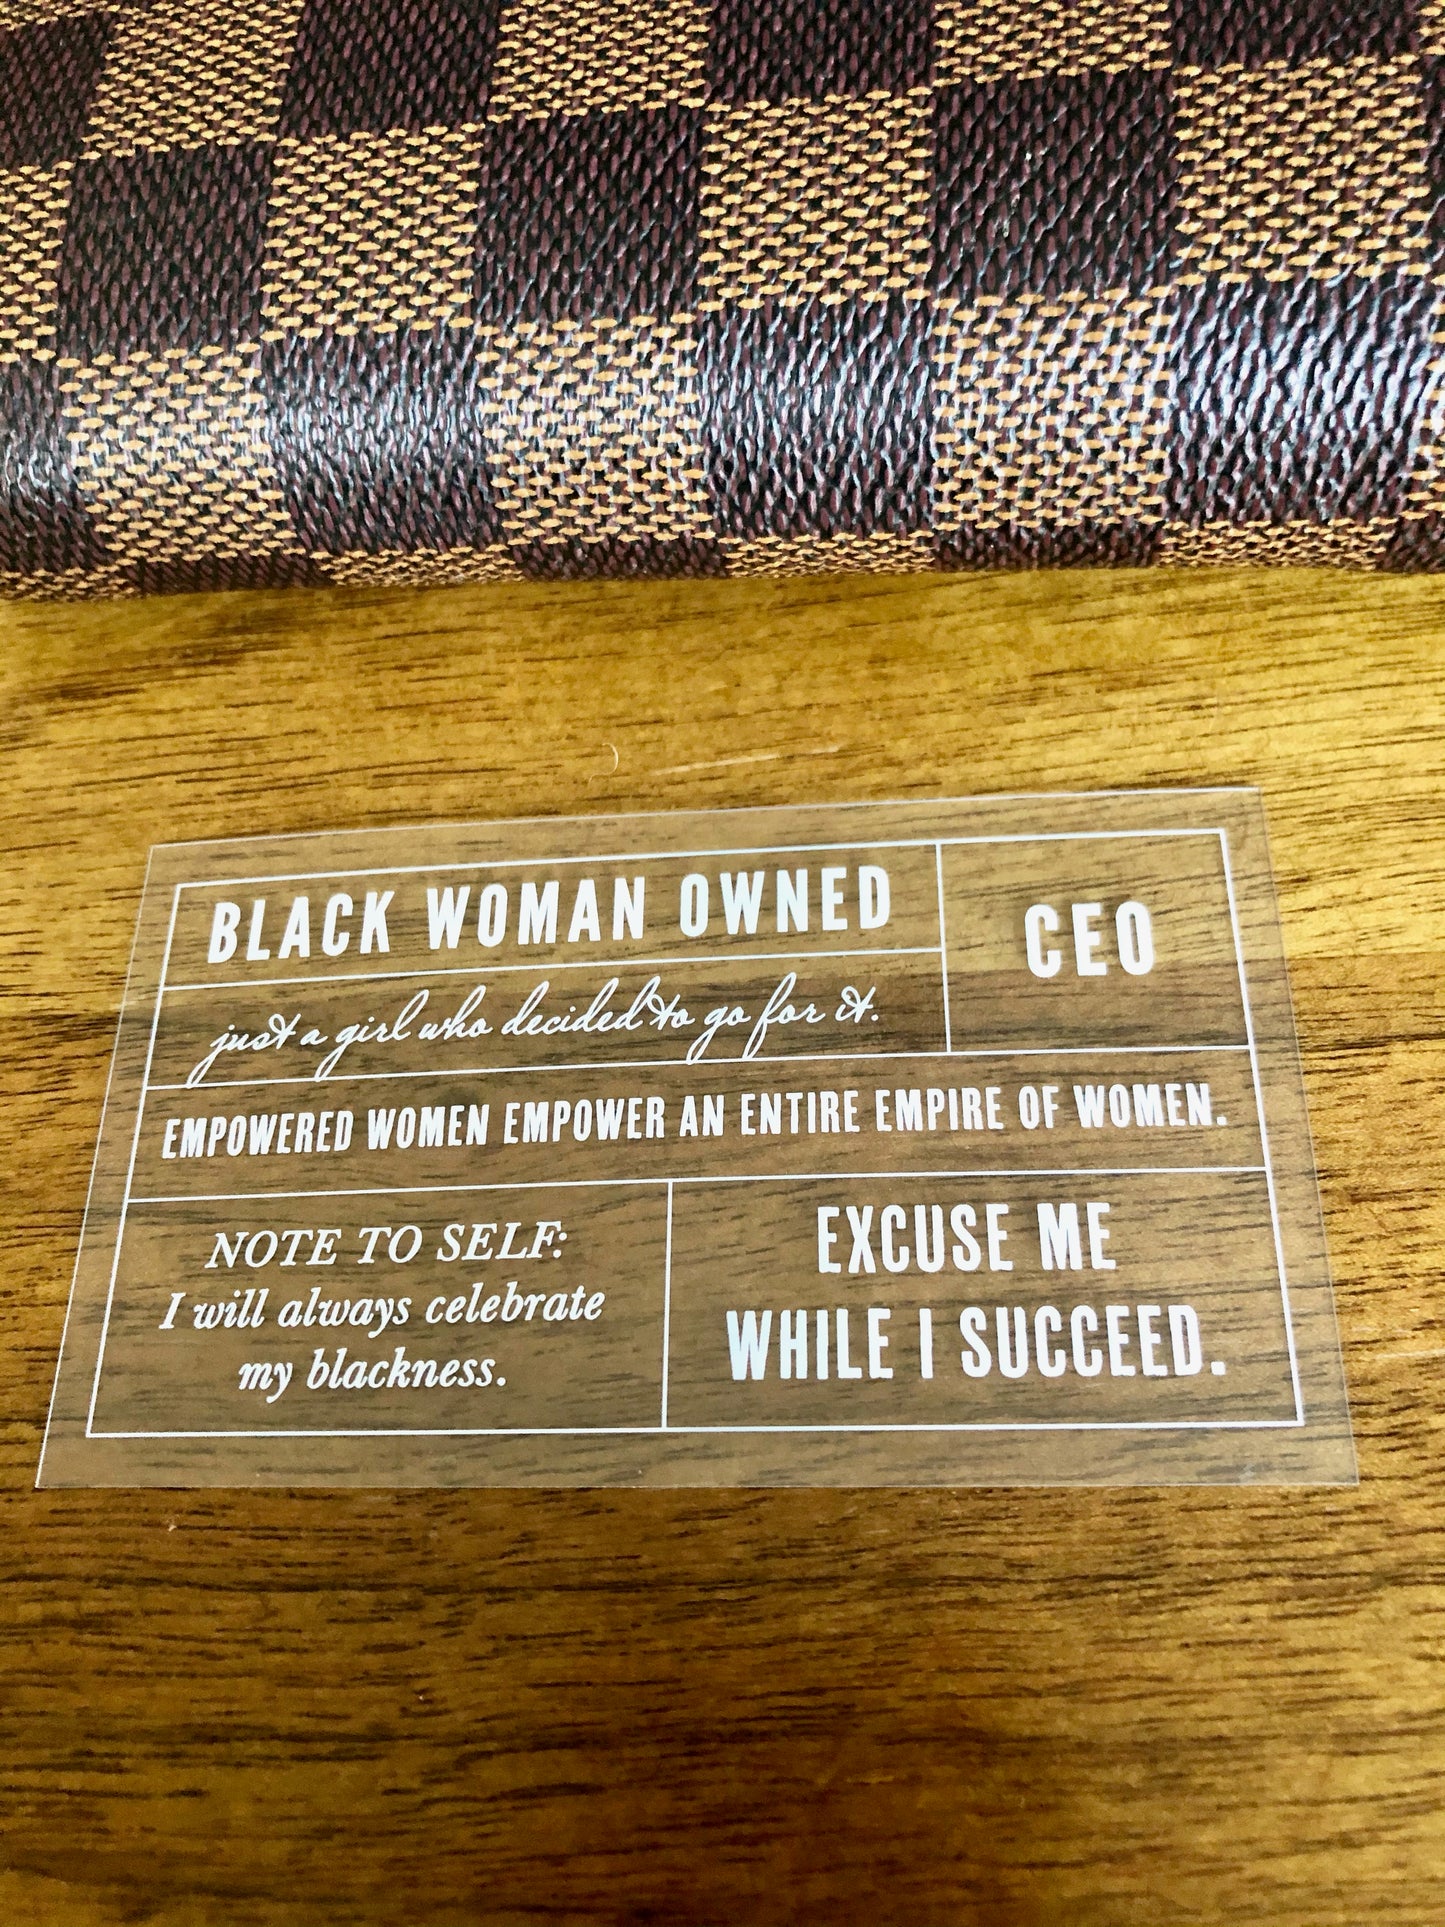 BLACK WOMAN OWNED
CEO
just a girl who decided to go for it.
EMPOWERED WOMEN EMPOWER AN ENTIRE EMPIRE OF WOMEN.
NOTE TO SELF:
I will always celebrate
my blackness.
EXCUSE ME
WHILE I SUCCEED.